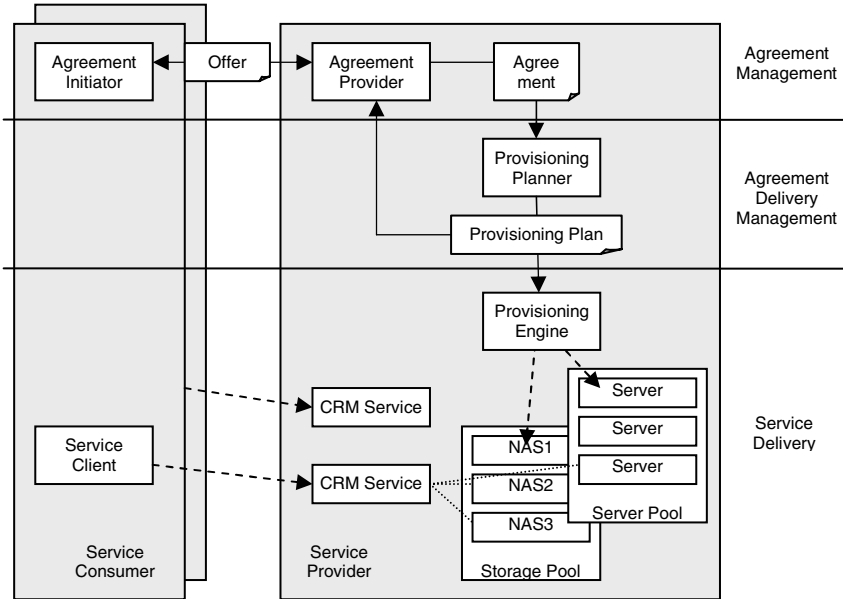 Agreement
Initiator
Offer
Agreement
Provider
Agree
ment
Agreement
Management
Provisioning
Planner
Provisioning Plan
Agreement
Delivery
Management
Provisioning
Engine
CRM Service
Server
Server
Server
Server Pool
NAS1
NAS2
NAS3
Storage Pool
Service
Client
CRM Service
Service
Delivery
Service
Consumer
Service
Provider